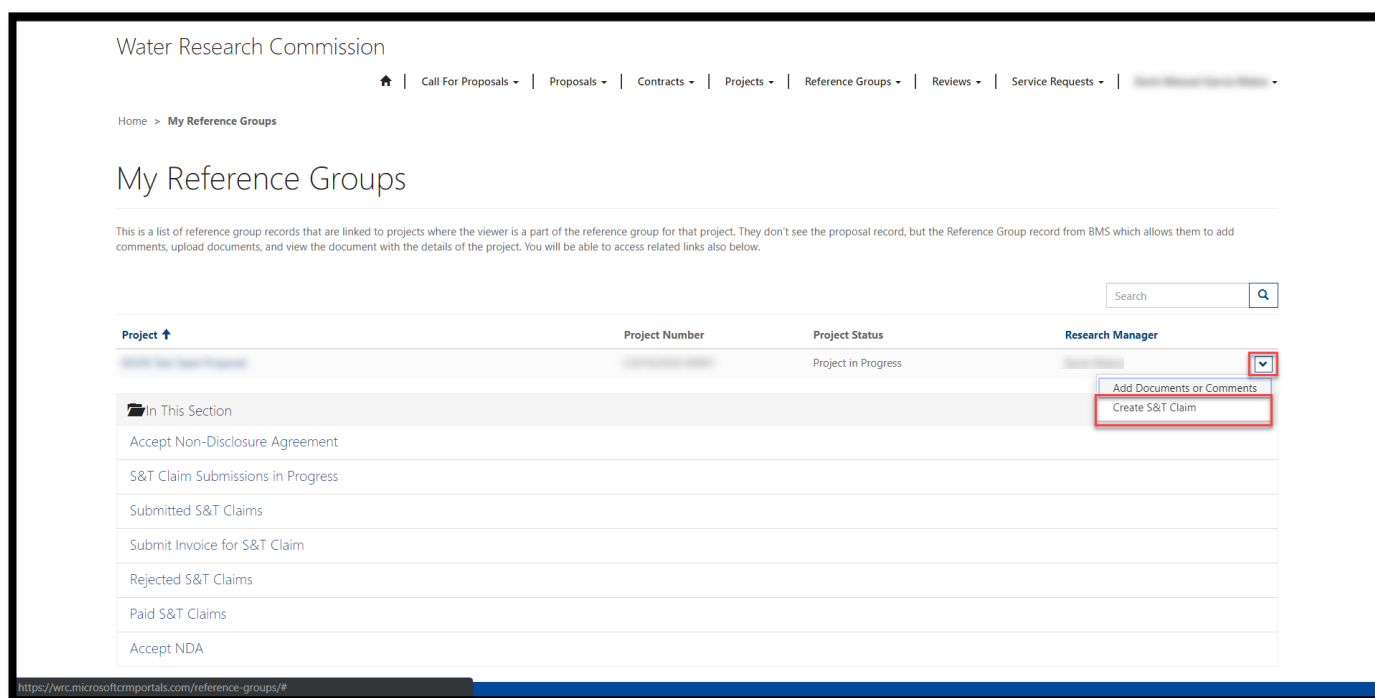 Water Research Commission
Call For Proposals
Proposals
Contracts
Projects
Reference Groups
Reviews
Service Requests
Home > My Reference Groups
My Reference Groups
This is a list of reference group records that are linked to projects where the viewer is a part of the reference group for that project. They don't see the proposal record, but the Reference Group record from BMS which allows them to add
comments, upload documents, and view the document with the details of the project. You will be able to access related links also below.
Search
Project Project Number Project Status Research Manager
Project in Progress
Add Documents or Comments
Create S&T Claim
In This Section
Accept Non-Disclosure Agreement
S&T Claim Submissions in Progress
Submitted S&T Claims
Submit Invoice for S&T Claim
Rejected S&T Claims
Paid S&T Claims
Accept NDA
https://wrc.microsoftcrmportals.com/reference-groups/#